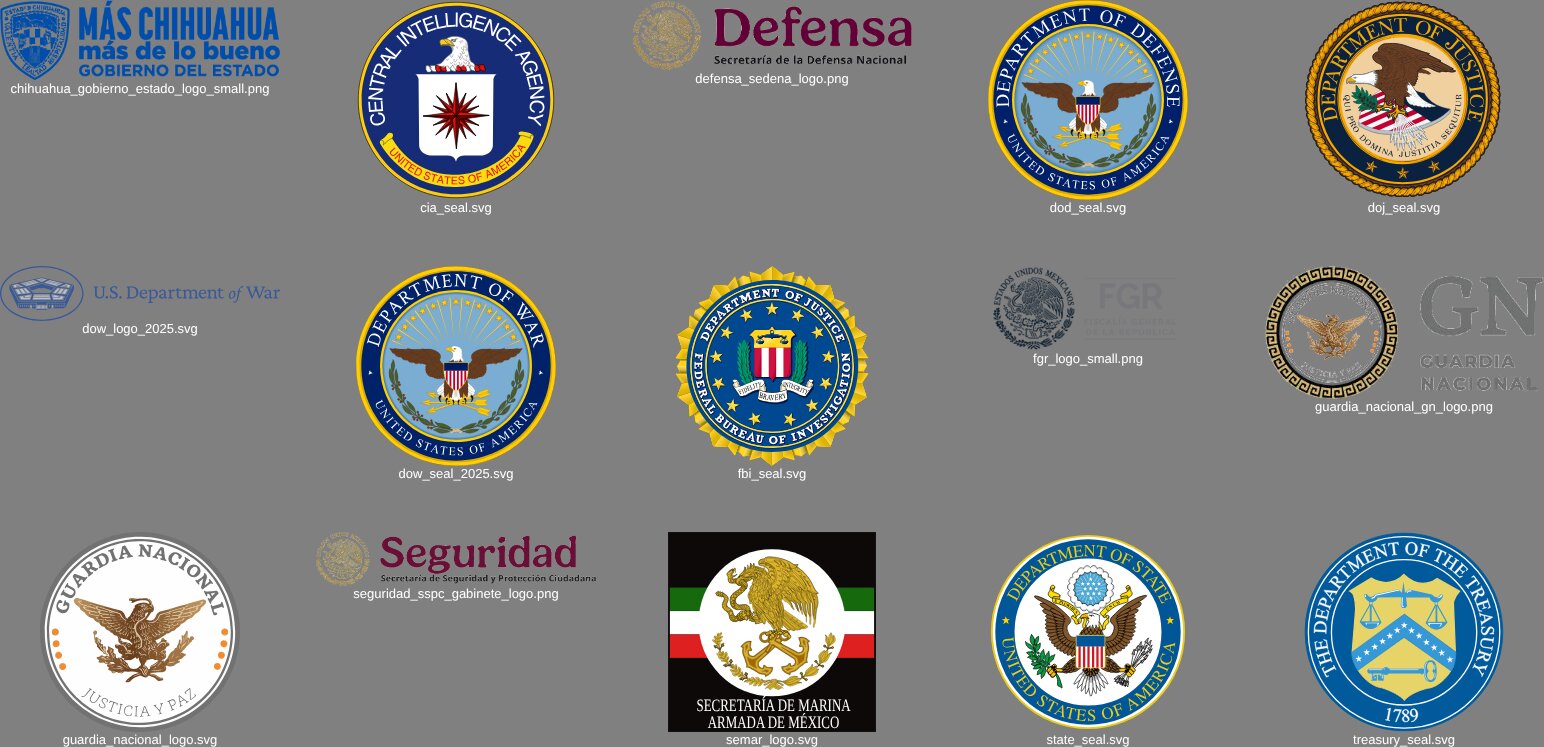 MÁS CHIHUAHUA
más de lo bueno
GOBIERNO DEL ESTADO
chihuahua_gobierno_estado_logo_small.png
CENTRAL INTELLIGENCE AGENCY
UNITED STATES OF AMERICA
cia_seal.svg
Defensa
Secretaría de la Defensa Nacional
defensa_sedena_logo.png
DEPARTMENT OF DEFENSE
UNITED STATES OF AMERICA
dod_seal.svg
DEPARTMENT OF JUSTICE
QUI PRO DOMINA JUSTITIA SEQUITUR
doj_seal.svg
U.S. Department of War
dow_logo_2025.svg
DEPARTMENT OF WAR
UNITED STATES OF AMERICA
dow_seal_2025.svg
DEPARTMENT OF JUSTICE
FIDELITY
BRAVERY
INTEGRITY
FEDERAL BUREAU OF INVESTIGATION
fbi_seal.svg
ESTADOS UNIDOS MEXICANOS
FGR
FISCALÍA GENERAL
DE LA REPÚBLICA
fgr_logo_small.png
JUSTICIA Y PAZ
GN
GUARDIA
NACIONAL
guardia_nacional_gn_logo.png
GUARDIA NACIONAL
JUSTICIA Y PAZ
guardia_nacional_logo.svg
Seguridad
Secretaría de Seguridad y Protección Ciudadana
seguridad_sspc_gabinete_logo.png
SECRETARÍA DE MARINA
ARMADA DE MÉXICO
semar_logo.svg
DEPARTMENT OF STATE
UNITED STATES OF AMERICA
state_seal.svg
THE DEPARTMENT OF THE TREASURY
1789
treasury_seal.svg